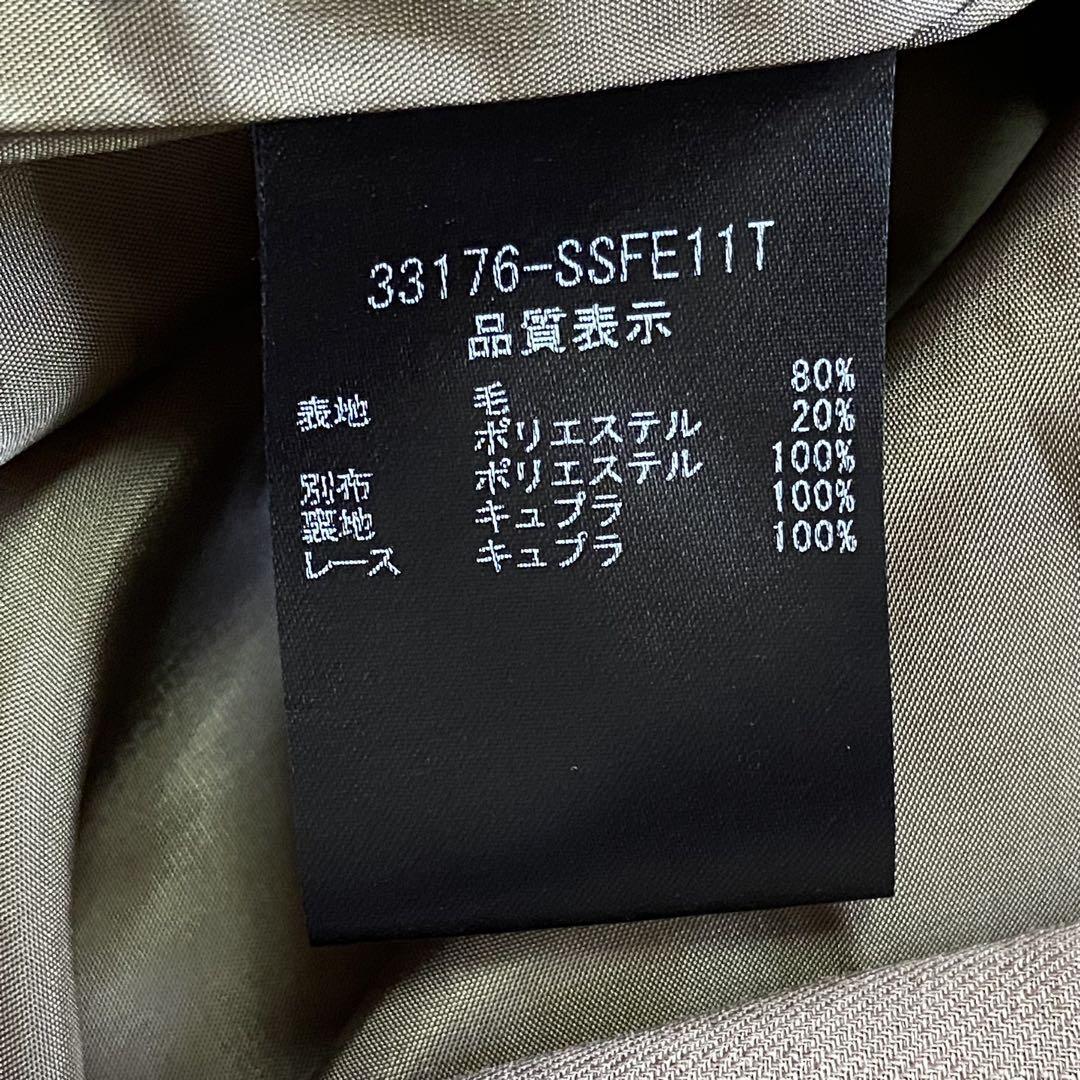 33176-SSFE11T
品質表示
表地 毛 80%
ポリエステル 20%
別布 ポリエステル 100%
裏地 キュプラ 100%
レース キュプラ 100%